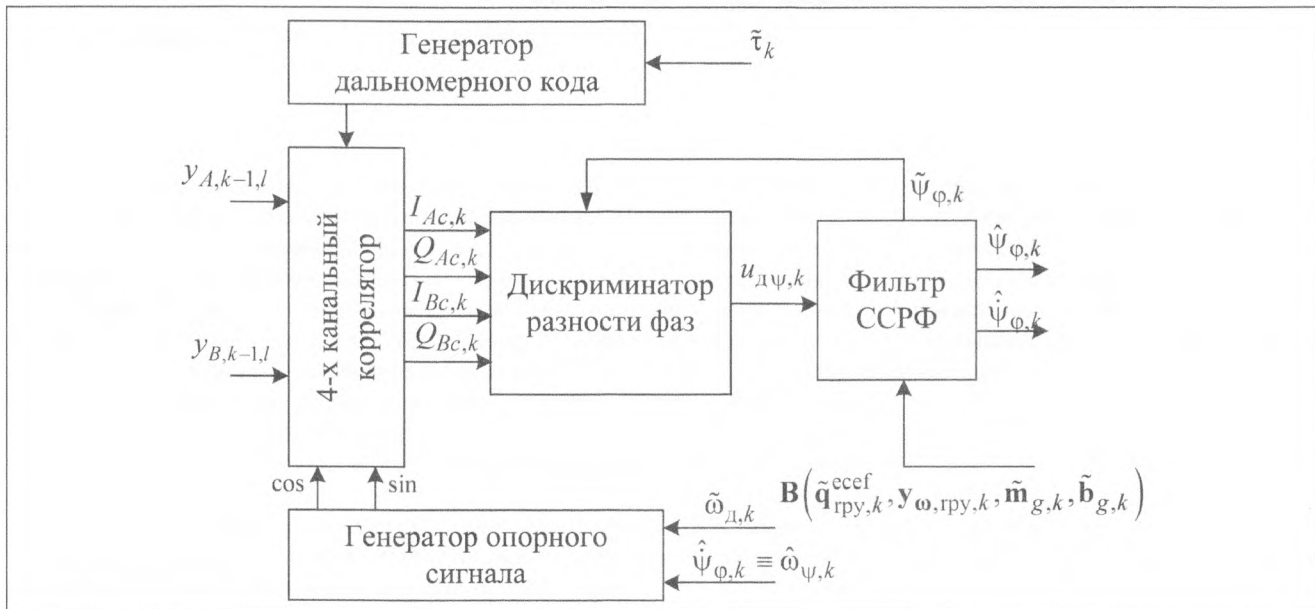 Генератор
дальномерного кода
τ̃_k
y_{A,k−1,l}
y_{B,k−1,l}
4-х канальный
коррелятор
I_{Ac,k}
Q_{Ac,k}
I_{Bc,k}
Q_{Bc,k}
Дискриминатор
разности фаз
u_{дψ,k}
ψ̃_{φ,k}
Фильтр
ССРФ
ψ̂_{φ,k}
ψ̇̂_{φ,k}
cos
sin
B(q̃^{ecef}_{гру,k}, y_{ω,гру,k}, m̃_{g,k}, b̃_{g,k})
Генератор опорного
сигнала
ω̃_{д,k}
ψ̇̂_{φ,k} ≡ ω̂_{ψ,k}